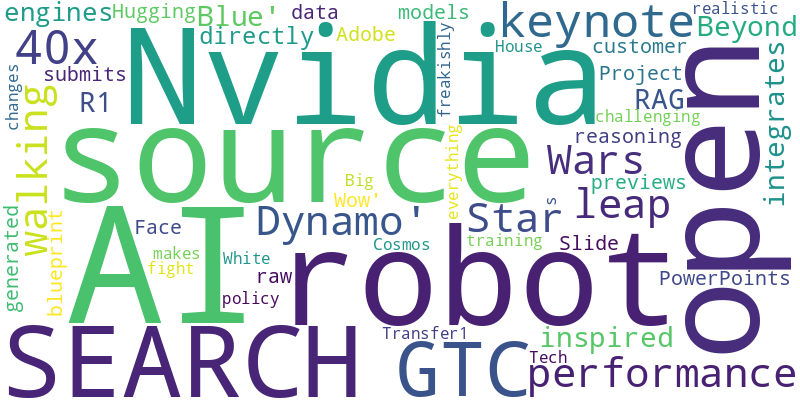 engines
Hugging
Blue'
data
models
realistic
keynote
Beyond
40x
directly
Adobe
freakishly
House
customer
submits
Nvidia
Project
changes
R1
RAG
challenging
Walking
source
open
integrates
reasoning
everything
Wars
previews
Big
Wow'
leap
s
generated
blueprint
AI
Face
Dynamo'
Star
training
Slide
makes
fight
White
Cosmos
robot
raw
policy
PowerPoints
SEARCH
Transfer1
GTC
inspired
Tech
performance